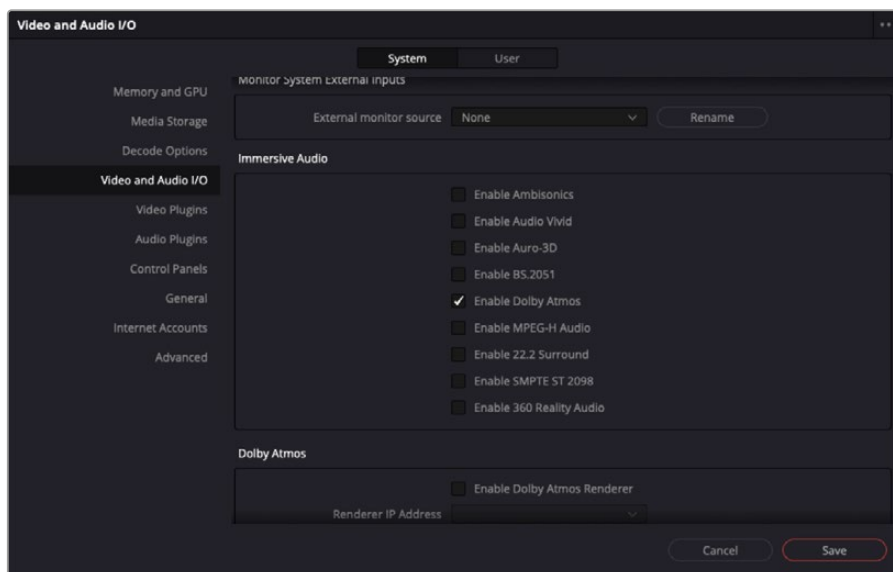 Video and Audio I/O
System
User
Memory and GPU
Media Storage
Decode Options
Video and Audio I/O
Video Plugins
Audio Plugins
Control Panels
General
Internet Accounts
Advanced
Monitor System External Inputs
External monitor source
None
Rename
Immersive Audio
Enable Ambisonics
Enable Audio Vivid
Enable Auro-3D
Enable BS.2051
Enable Dolby Atmos
Enable MPEG-H Audio
Enable 22.2 Surround
Enable SMPTE ST 2098
Enable 360 Reality Audio
Dolby Atmos
Enable Dolby Atmos Renderer
Renderer IP Address
Cancel
Save